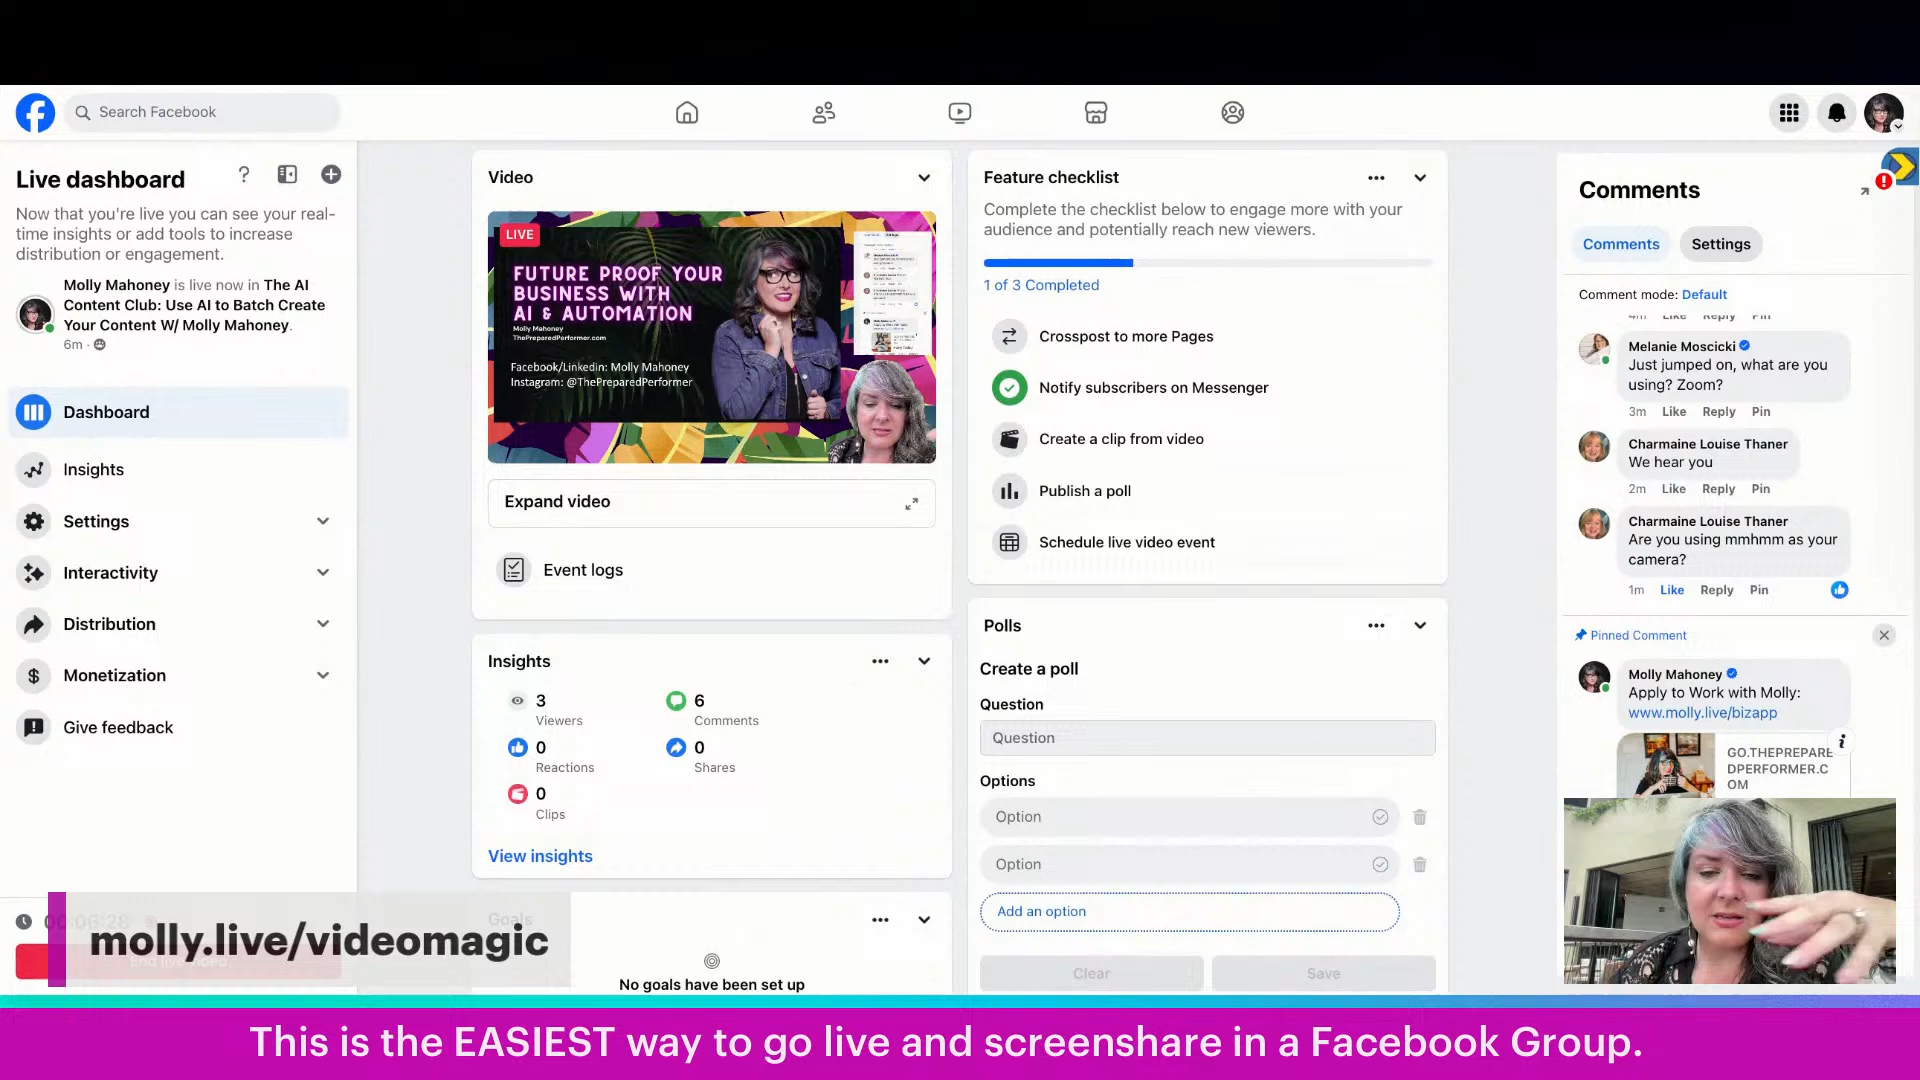 Search Facebook
Live dashboard
Now that you're live you can see your real-
time insights or add tools to increase
distribution or engagement.
Molly Mahoney is live now in The AI
Content Club: Use AI to Batch Create
Your Content W/ Molly Mahoney.
6m ·
Dashboard
Insights
Settings
Interactivity
Distribution
Monetization
Give feedback
00:06:28
molly.live/videomagic
Video
LIVE
FUTURE PROOF YOUR
BUSINESS WITH
AI & AUTOMATION
Molly Mahoney
ThePreparedPerformer.com
Facebook/Linkedin: Molly Mahoney
Instagram: @ThePreparedPerformer
Expand video
Event logs
Insights
3
Viewers
6
Comments
0
Reactions
0
Shares
0
Clips
View insights
Goals
No goals have been set up
Feature checklist
Complete the checklist below to engage more with your
audience and potentially reach new viewers.
1 of 3 Completed
Crosspost to more Pages
Notify subscribers on Messenger
Create a clip from video
Publish a poll
Schedule live video event
Polls
Create a poll
Question
Question
Options
Option
Option
Add an option
Clear
Save
Comments
Comments
Settings
Comment mode: Default
4m Like Reply Pin
Melanie Moscicki
Just jumped on, what are you
using? Zoom?
3m Like Reply Pin
Charmaine Louise Thaner
We hear you
2m Like Reply Pin
Charmaine Louise Thaner
Are you using mmhmm as your
camera?
1m Like Reply Pin
Pinned Comment
Molly Mahoney
Apply to Work with Molly:
www.molly.live/bizapp
GO.THEPREPARE
DPERFORMER.C
OM
This is the EASIEST way to go live and screenshare in a Facebook Group.